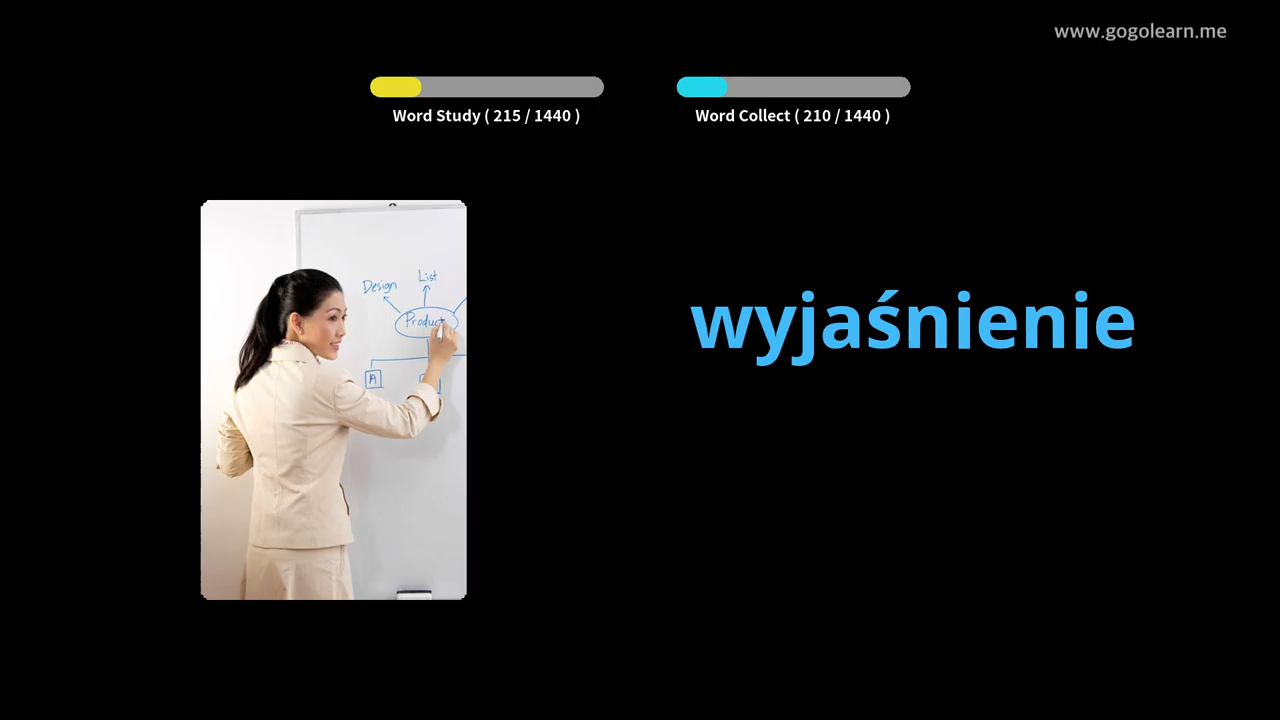 www.gogolearn.me
Word Study ( 215 / 1440 )
Word Collect ( 210 / 1440 )
List
Design
Product
A
wyjaśnienie